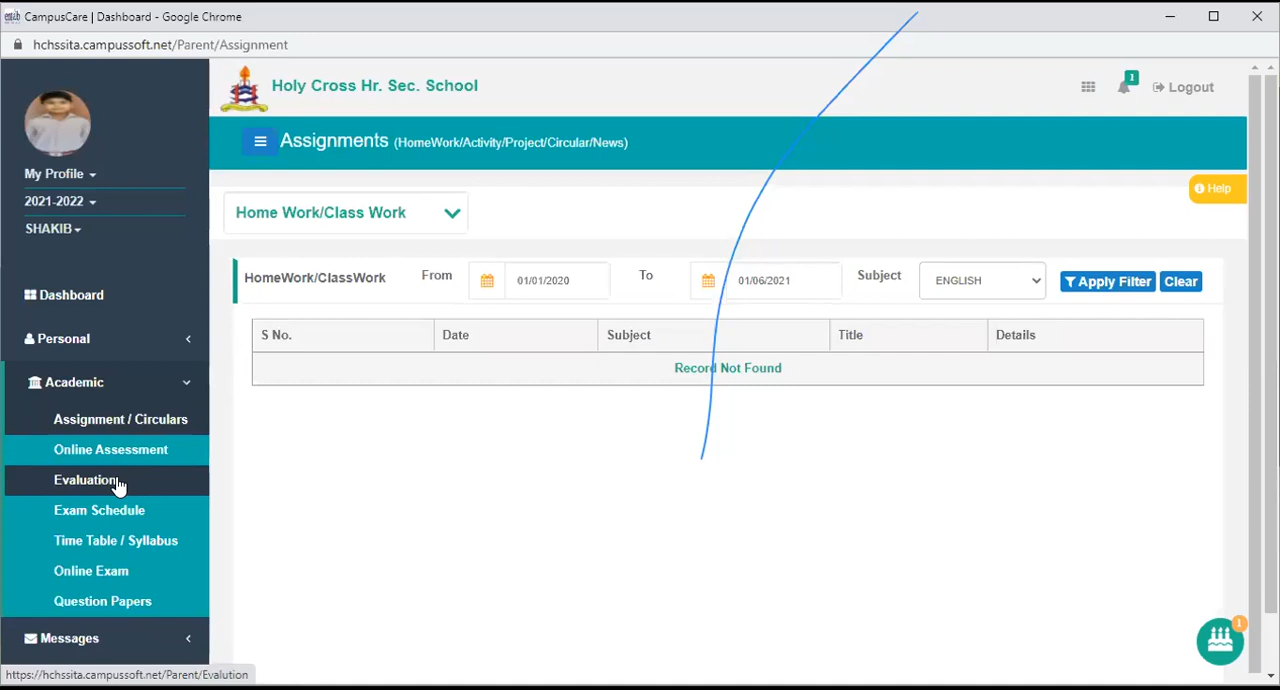 CampusCare | Dashboard - Google Chrome
hchssita.campussoft.net/Parent/Assignment
Holy Cross Hr. Sec. School
1
Logout
Assignments (HomeWork/Activity/Project/Circular/News)
My Profile
2021-2022
SHAKIB
Help
Home Work/Class Work
HomeWork/ClassWork From 01/01/2020 To 01/06/2021 Subject ENGLISH Apply Filter Clear
S No. Date Subject Title Details
Record Not Found
Dashboard
Personal
Academic
Assignment / Circulars
Online Assessment
Evaluation
Exam Schedule
Time Table / Syllabus
Online Exam
Question Papers
Messages
1
https://hchssita.campussoft.net/Parent/Evalution